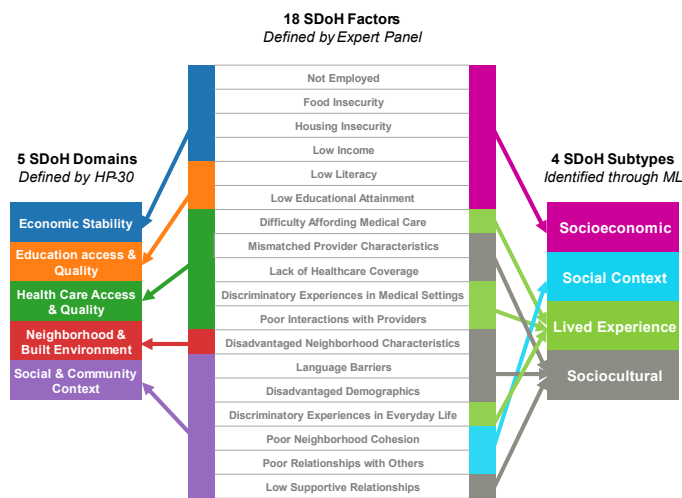 18 SDoH Factors
Defined by Expert Panel
Not Employed
Food Insecurity
Housing Insecurity
Low Income
Low Literacy
Low Educational Attainment
Difficulty Affording Medical Care
Mismatched Provider Characteristics
Lack of Healthcare Coverage
Discriminatory Experiences in Medical Settings
Poor Interactions with Providers
Disadvantaged Neighborhood Characteristics
Language Barriers
Disadvantaged Demographics
Discriminatory Experiences in Everyday Life
Poor Neighborhood Cohesion
Poor Relationships with Others
Low Supportive Relationships
5 SDoH Domains
Defined by HP-30
Economic Stability
Education access &
Quality
Health Care Access
& Quality
Neighborhood &
Built Environment
Social & Community
Context
4 SDoH Subtypes
Identified through ML
Socioeconomic
Social Context
Lived Experience
Sociocultural